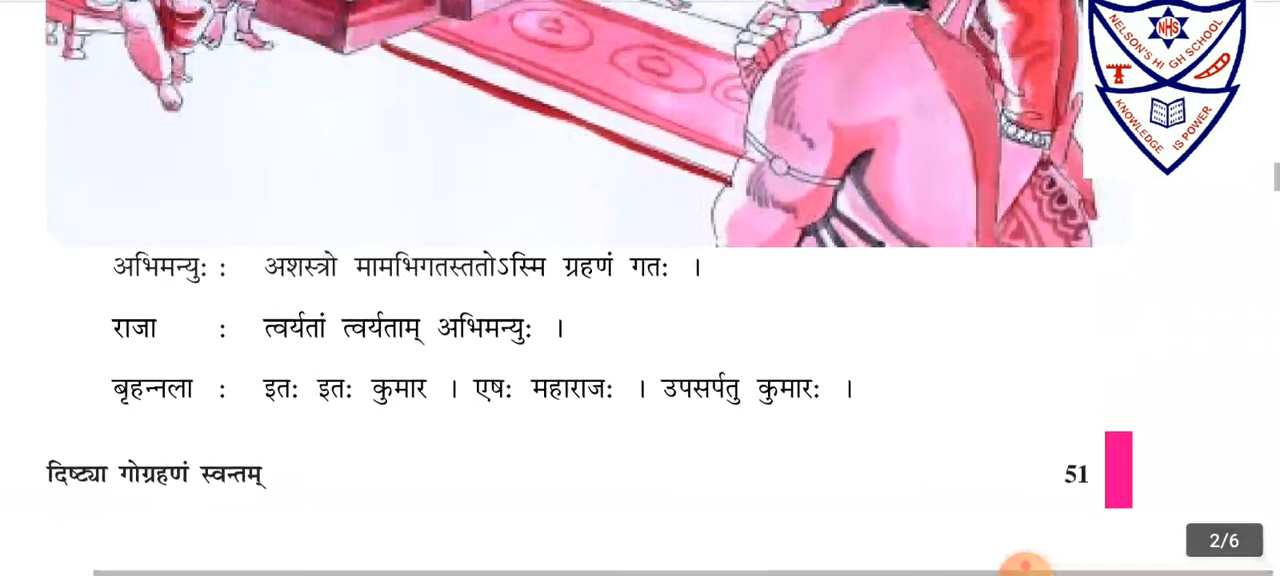 NELSON'S HIGH SCHOOL
NHS
KNOWLEDGE IS POWER
अभिमन्युः : अशस्त्रो मामभिगतस्ततोऽस्मि ग्रहणं गतः ।
राजा : त्वर्यतां त्वर्यताम् अभिमन्युः ।
बृहन्नला : इतः इतः कुमार । एषः महाराजः । उपसर्पतु कुमारः ।
दिष्ट्या गोग्रहणं स्वन्तम् 51
2/6